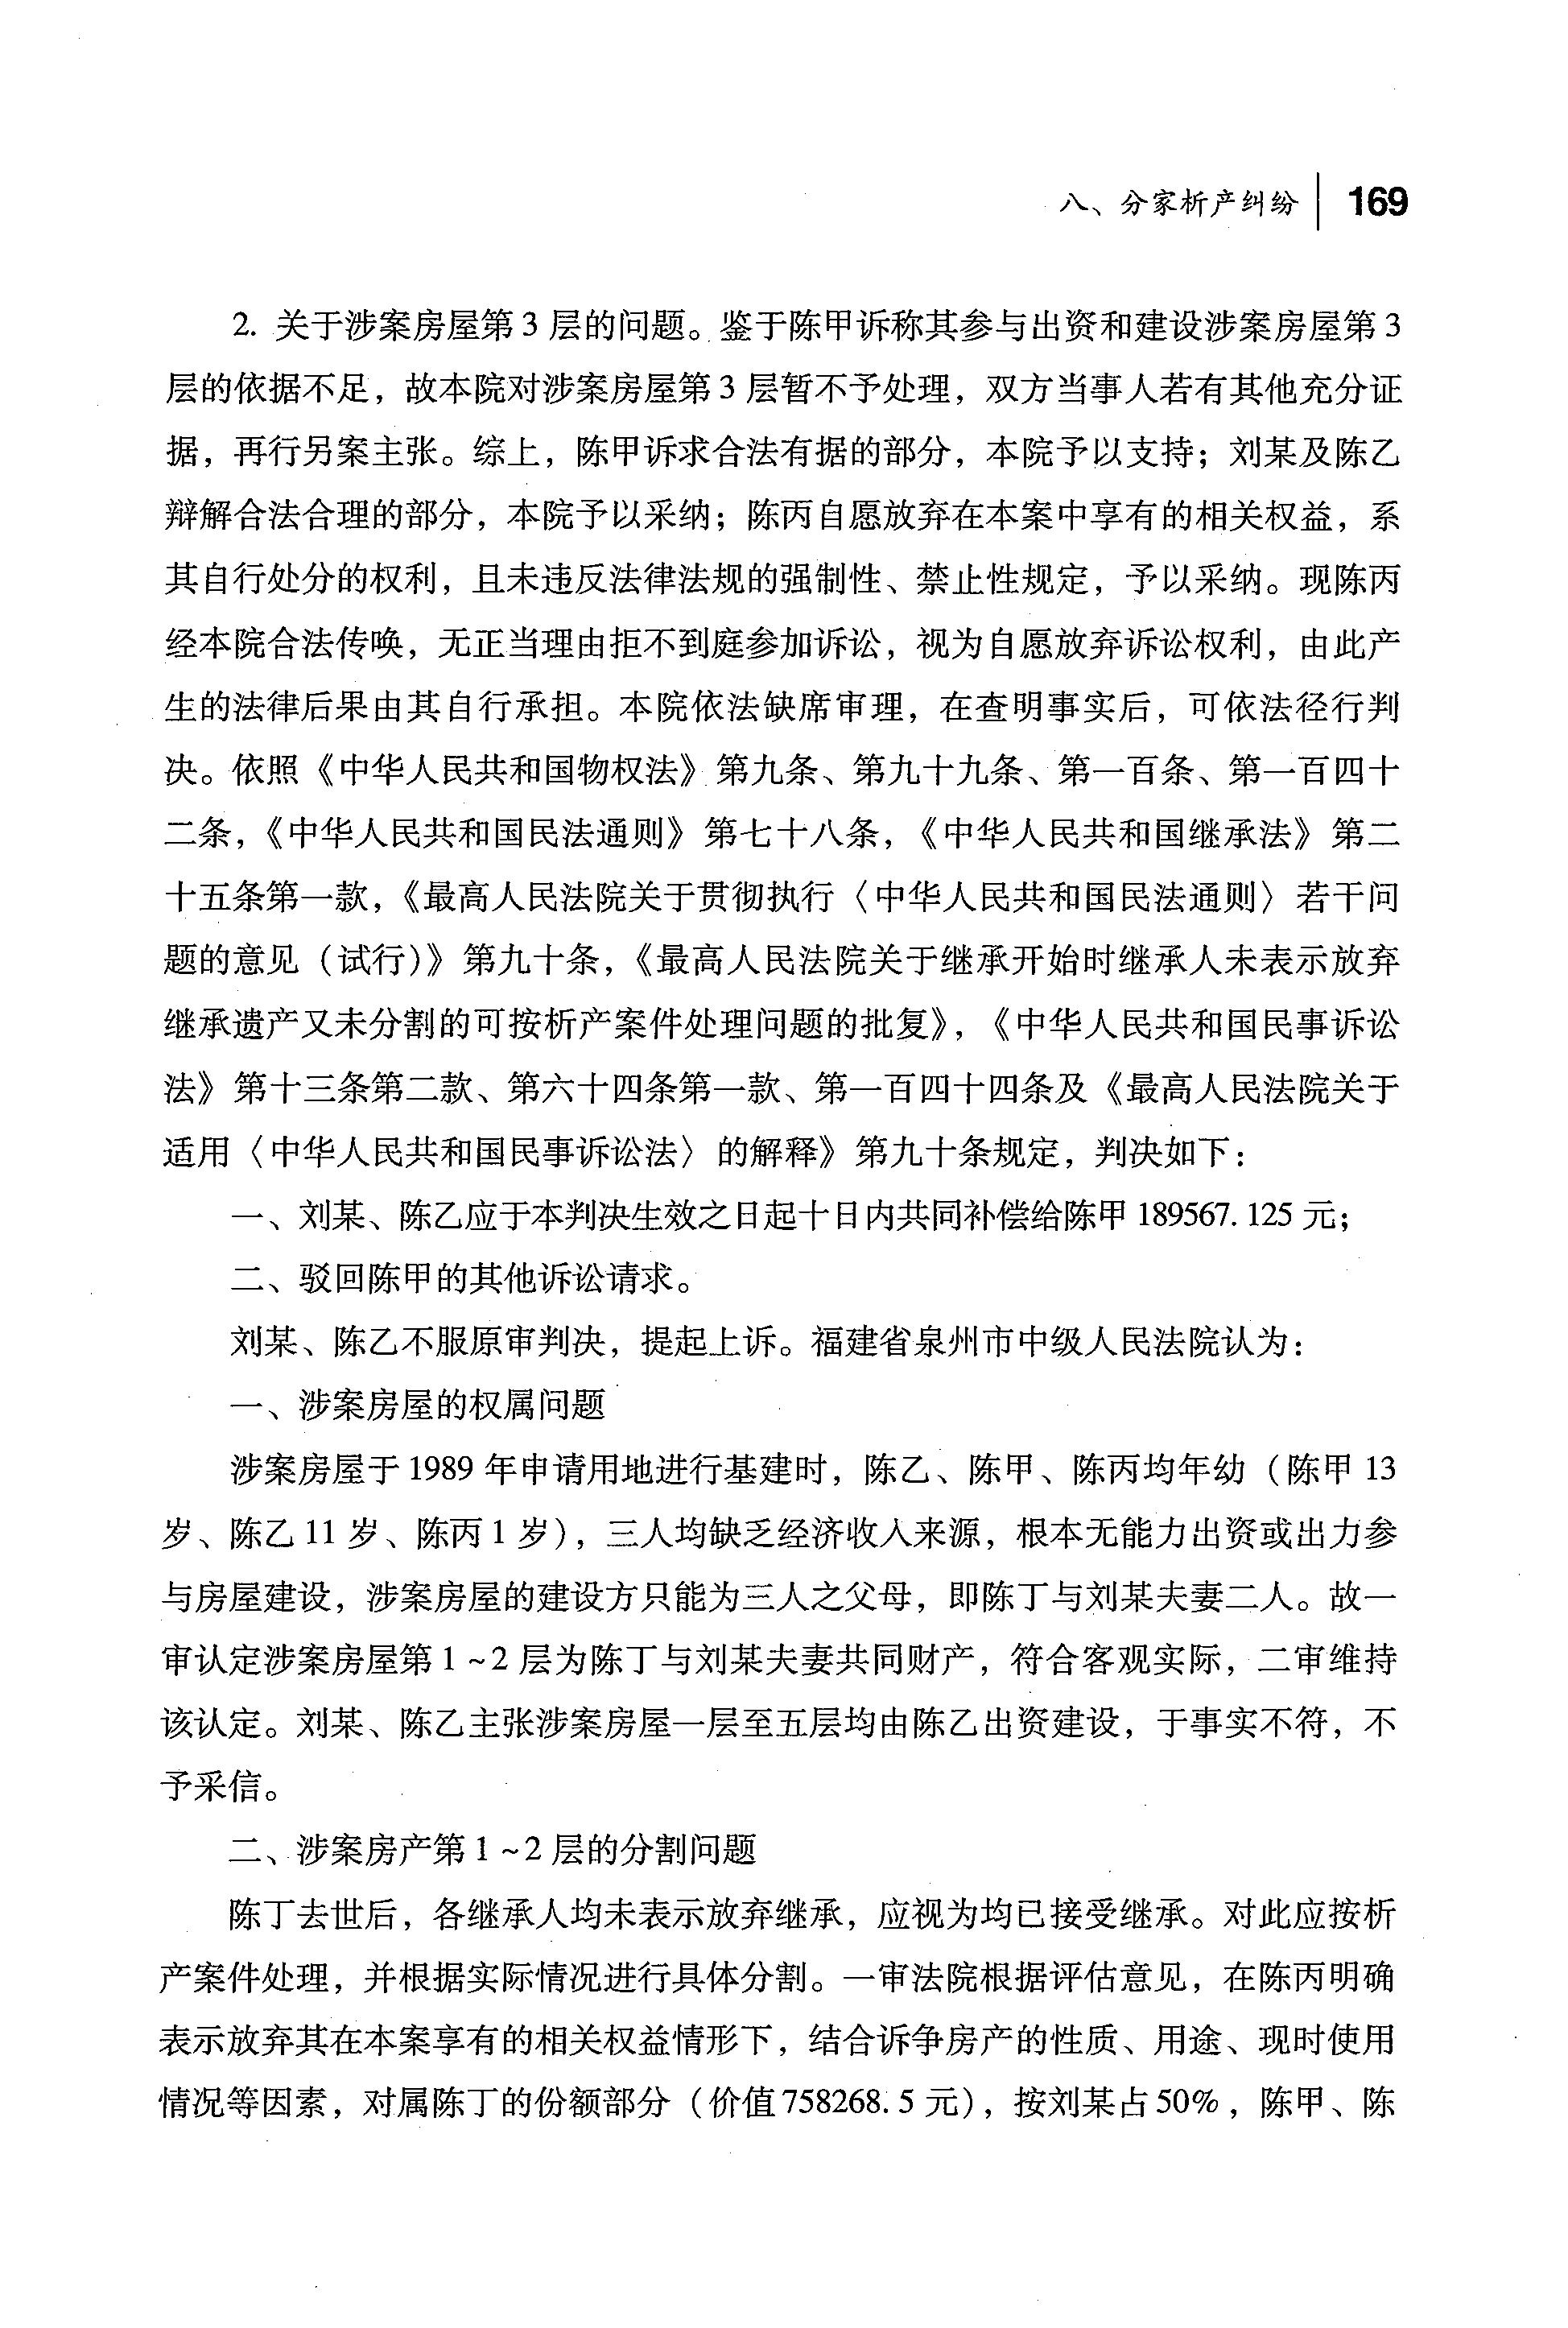 八、分家析产纠纷 169
2. 关于涉案房屋第3层的问题。鉴于陈甲诉称其参与出资和建设涉案房屋第3
层的依据不足，故本院对涉案房屋第3层暂不予处理，双方当事人若有其他充分证
据，再行另案主张。综上，陈甲诉求合法有据的部分，本院予以支持；刘某及陈乙
辩解合法合理的部分，本院予以采纳；陈丙自愿放弃在本案中享有的相关权益，系
其自行处分的权利，且未违反法律法规的强制性、禁止性规定，予以采纳。现陈丙
经本院合法传唤，无正当理由拒不到庭参加诉讼，视为自愿放弃诉讼权利，由此产
生的法律后果由其自行承担。本院依法缺席审理，在查明事实后，可依法径行判
决。依照《中华人民共和国物权法》第九条、第九十九条、第一百条、第一百四十
二条，《中华人民共和国民法通则》第七十八条，《中华人民共和国继承法》第二
十五条第一款，《最高人民法院关于贯彻执行〈中华人民共和国民法通则〉若干问
题的意见（试行）》第九十条，《最高人民法院关于继承开始时继承人未表示放弃
继承遗产又未分割的可按析产案件处理问题的批复》，《中华人民共和国民事诉讼
法》第十三条第二款、第六十四条第一款、第一百四十四条及《最高人民法院关于
适用〈中华人民共和国民事诉讼法〉的解释》第九十条规定，判决如下：
一、刘某、陈乙应于本判决生效之日起十日内共同补偿给陈甲189567.125元；
二、驳回陈甲的其他诉讼请求。
刘某、陈乙不服原审判决，提起上诉。福建省泉州市中级人民法院认为：
一、涉案房屋的权属问题
涉案房屋于1989年申请用地进行基建时，陈乙、陈甲、陈丙均年幼（陈甲13
岁、陈乙11岁、陈丙1岁），三人均缺乏经济收入来源，根本无能力出资或出力参
与房屋建设，涉案房屋的建设方只能为三人之父母，即陈丁与刘某夫妻二人。故一
审认定涉案房屋第1~2层为陈丁与刘某夫妻共同财产，符合客观实际，二审维持
该认定。刘某、陈乙主张涉案房屋一层至五层均由陈乙出资建设，于事实不符，不
予采信。
二、涉案房产第1~2层的分割问题
陈丁去世后，各继承人均未表示放弃继承，应视为均已接受继承。对此应按析
产案件处理，并根据实际情况进行具体分割。一审法院根据评估意见，在陈丙明确
表示放弃其在本案享有的相关权益情形下，结合诉争房产的性质、用途、现时使用
情况等因素，对属陈丁的份额部分（价值758268.5元），按刘某占50%，陈甲、陈